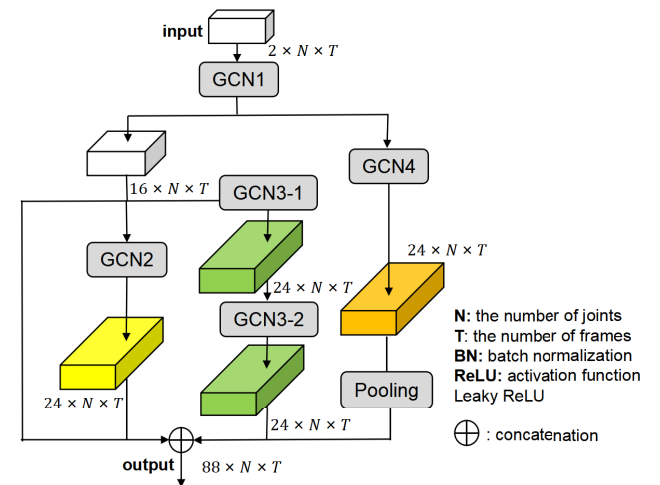 input
2 × N × T
GCN1
GCN4
16 × N × T
GCN3-1
GCN2
24 × N × T
24 × N × T
GCN3-2
24 × N × T
24 × N × T
Pooling
output
88 × N × T
N: the number of joints
T: the number of frames
BN: batch normalization
ReLU: activation function
Leaky ReLU
: concatenation